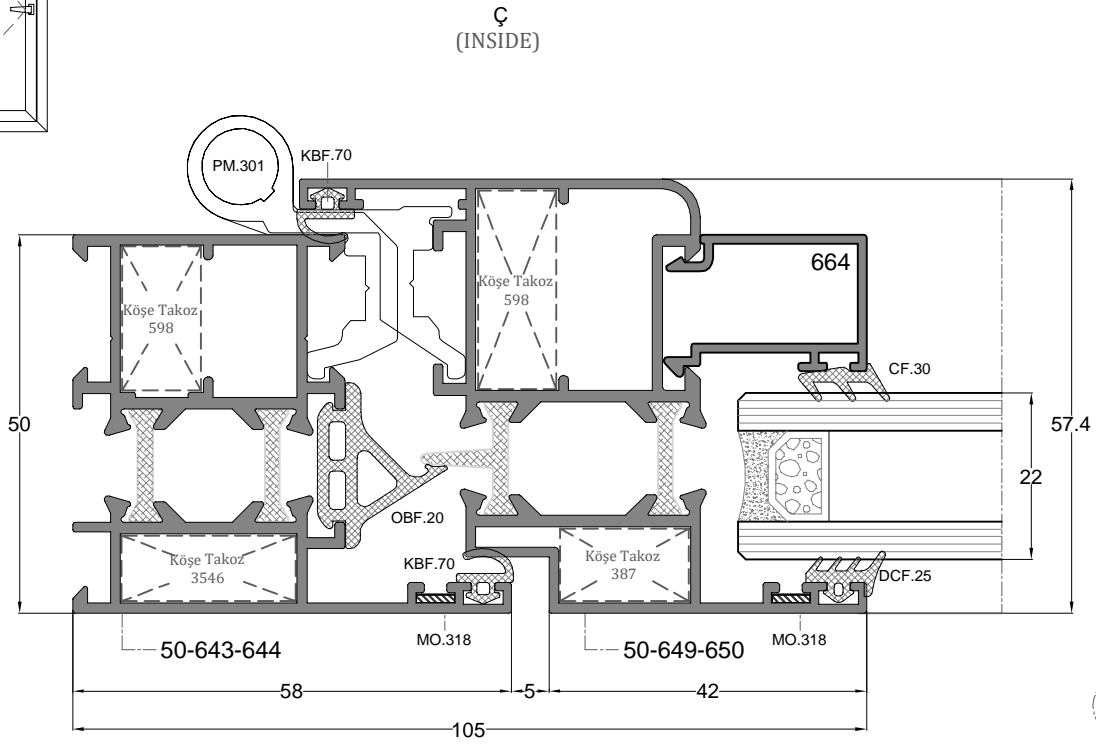 Ç
(INSIDE)
PM.301
KBF.70
664
Köşe Takoz
598
Köşe Takoz
598
CF.30
50
57.4
22
OBF.20
KBF.70
Köşe Takoz
3546
Köşe Takoz
387
DCF.25
MO.318
MO.318
50-643-644
50-649-650
58
5
42
105